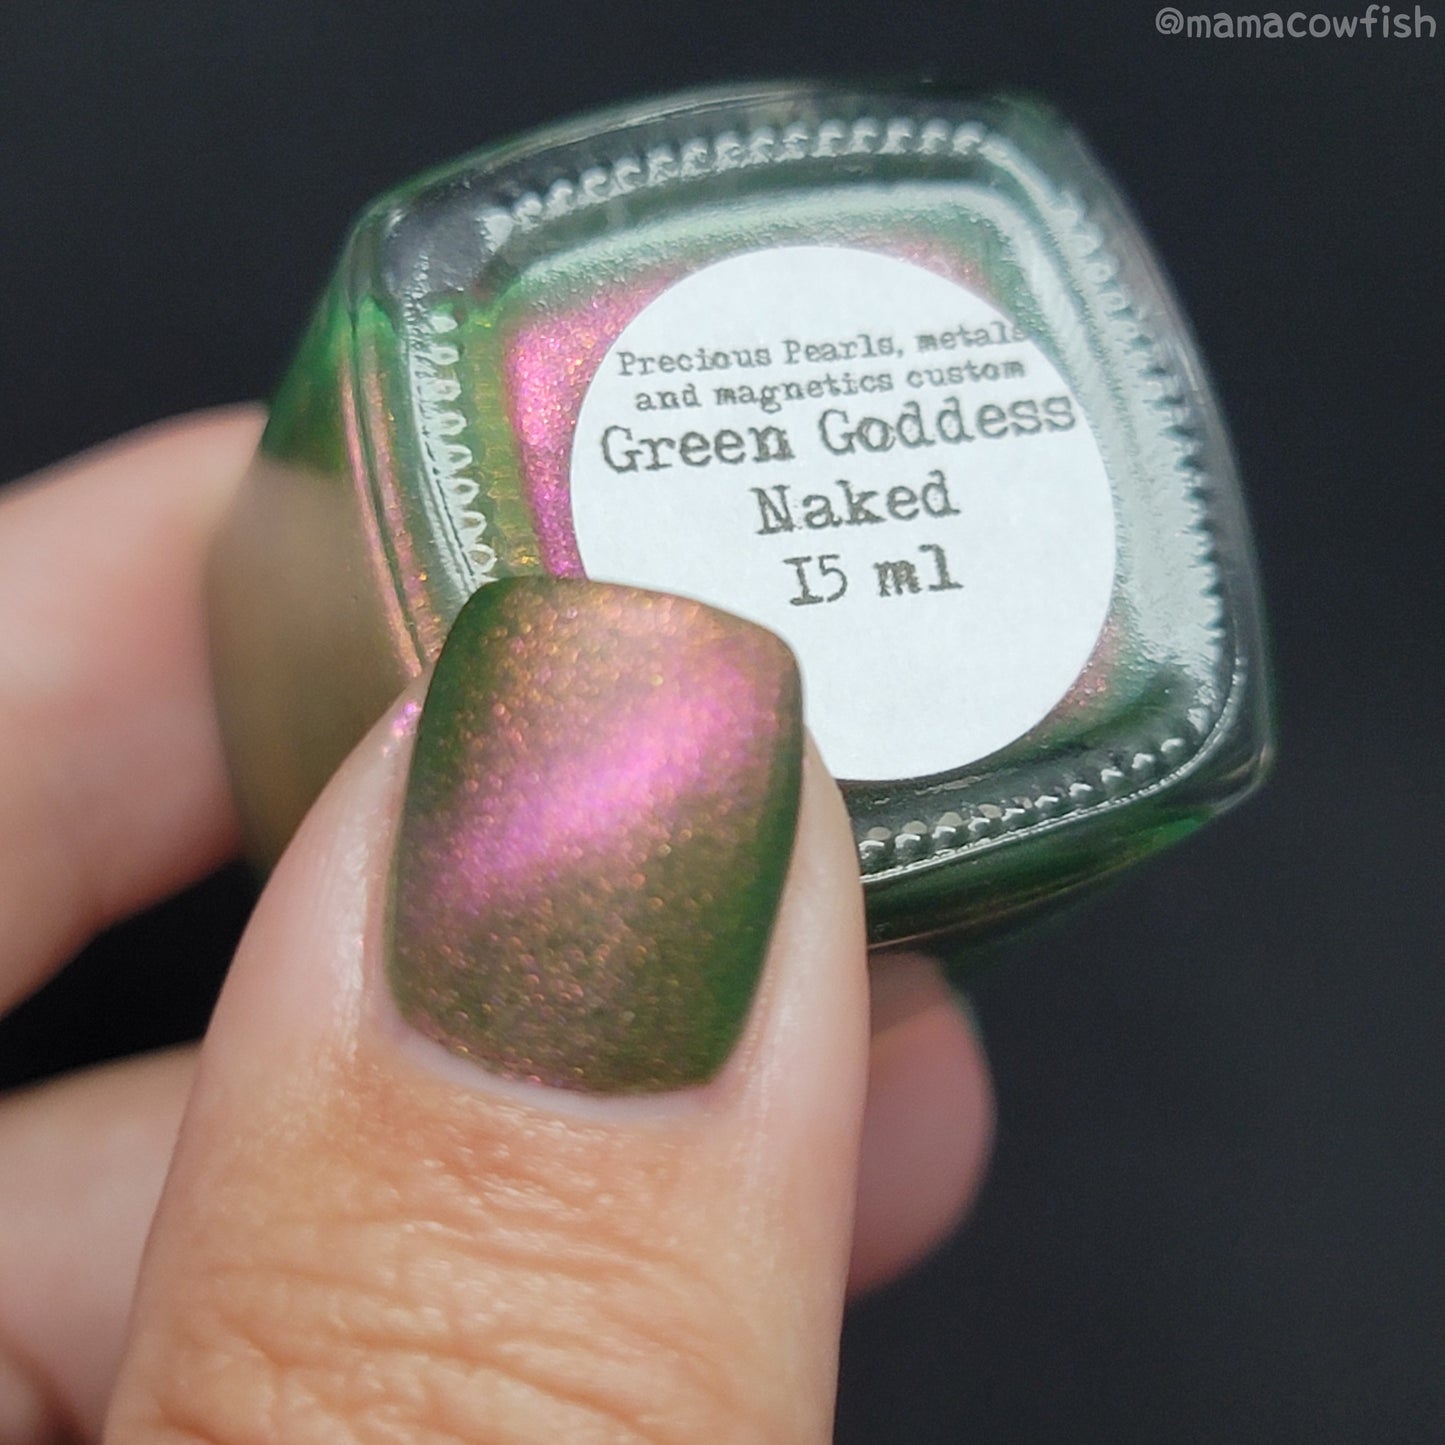 @mamacowfish
Precious Pearls, metals
and magnetics custom
Green Goddess
Naked
15 ml